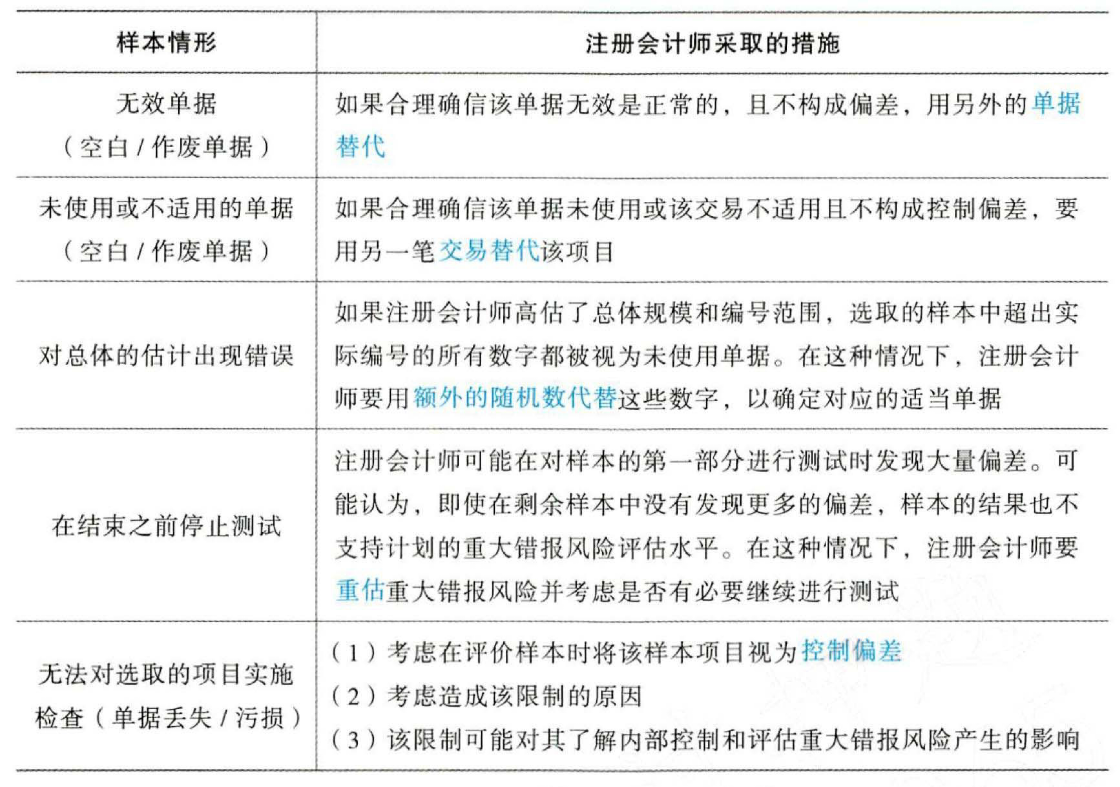 样本情形
注册会计师采取的措施
无效单据
（空白/作废单据）
如果合理确信该单据无效是正常的，且不构成偏差，用另外的单据
替代
未使用或不适用的单据
（空白/作废单据）
如果合理确信该单据未使用或该交易不适用且不构成控制偏差，要
用另一笔交易替代该项目
对总体的估计出现错误
如果注册会计师高估了总体规模和编号范围，选取的样本中超出实
际编号的所有数字都被视为未使用单据。在这种情况下，注册会计
师要用额外的随机数代替这些数字，以确定对应的适当单据
在结束之前停止测试
注册会计师可能在对样本的第一部分进行测试时发现大量偏差。可
能认为，即使在剩余样本中没有发现更多的偏差，样本的结果也不
支持计划的重大错报风险评估水平。在这种情况下，注册会计师要
重估重大错报风险并考虑是否有必要继续进行测试
无法对选取的项目实施
检查（单据丢失/污损）
（1）考虑在评价样本时将该样本项目视为控制偏差
（2）考虑造成该限制的原因
（3）该限制可能对其了解内部控制和评估重大错报风险产生的影响